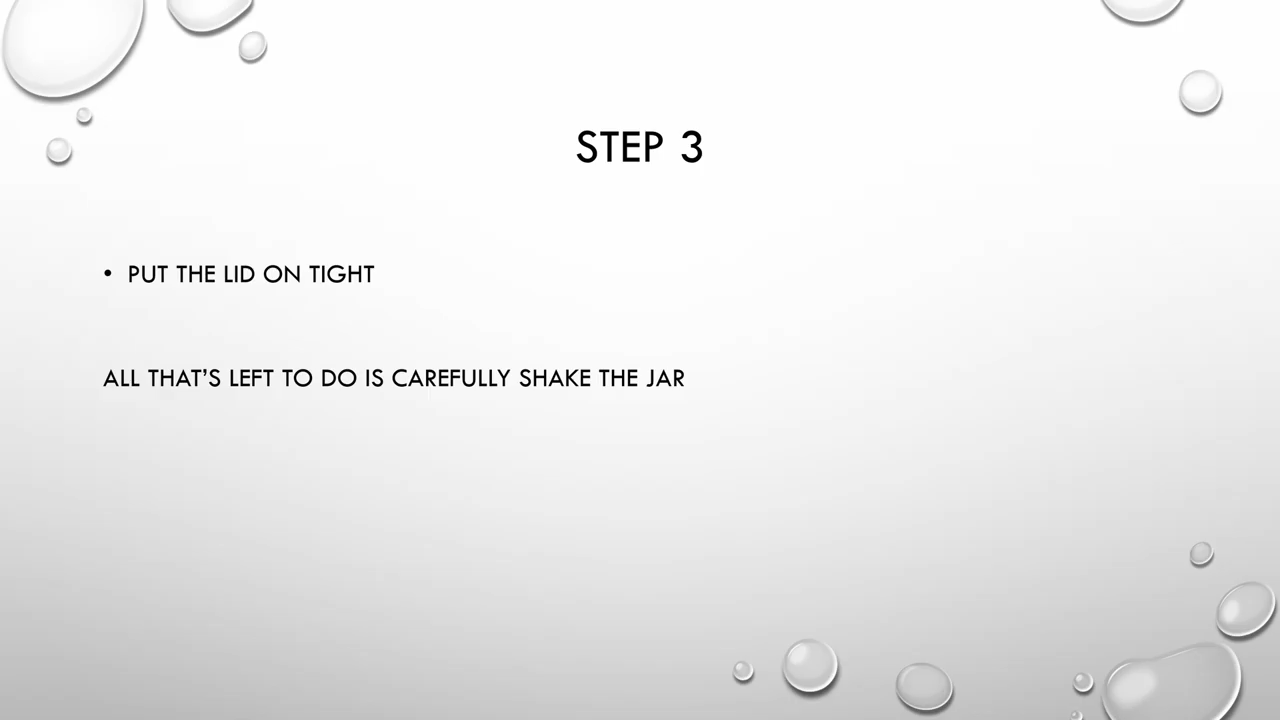 STEP 3
• PUT THE LID ON TIGHT
ALL THAT’S LEFT TO DO IS CAREFULLY SHAKE THE JAR